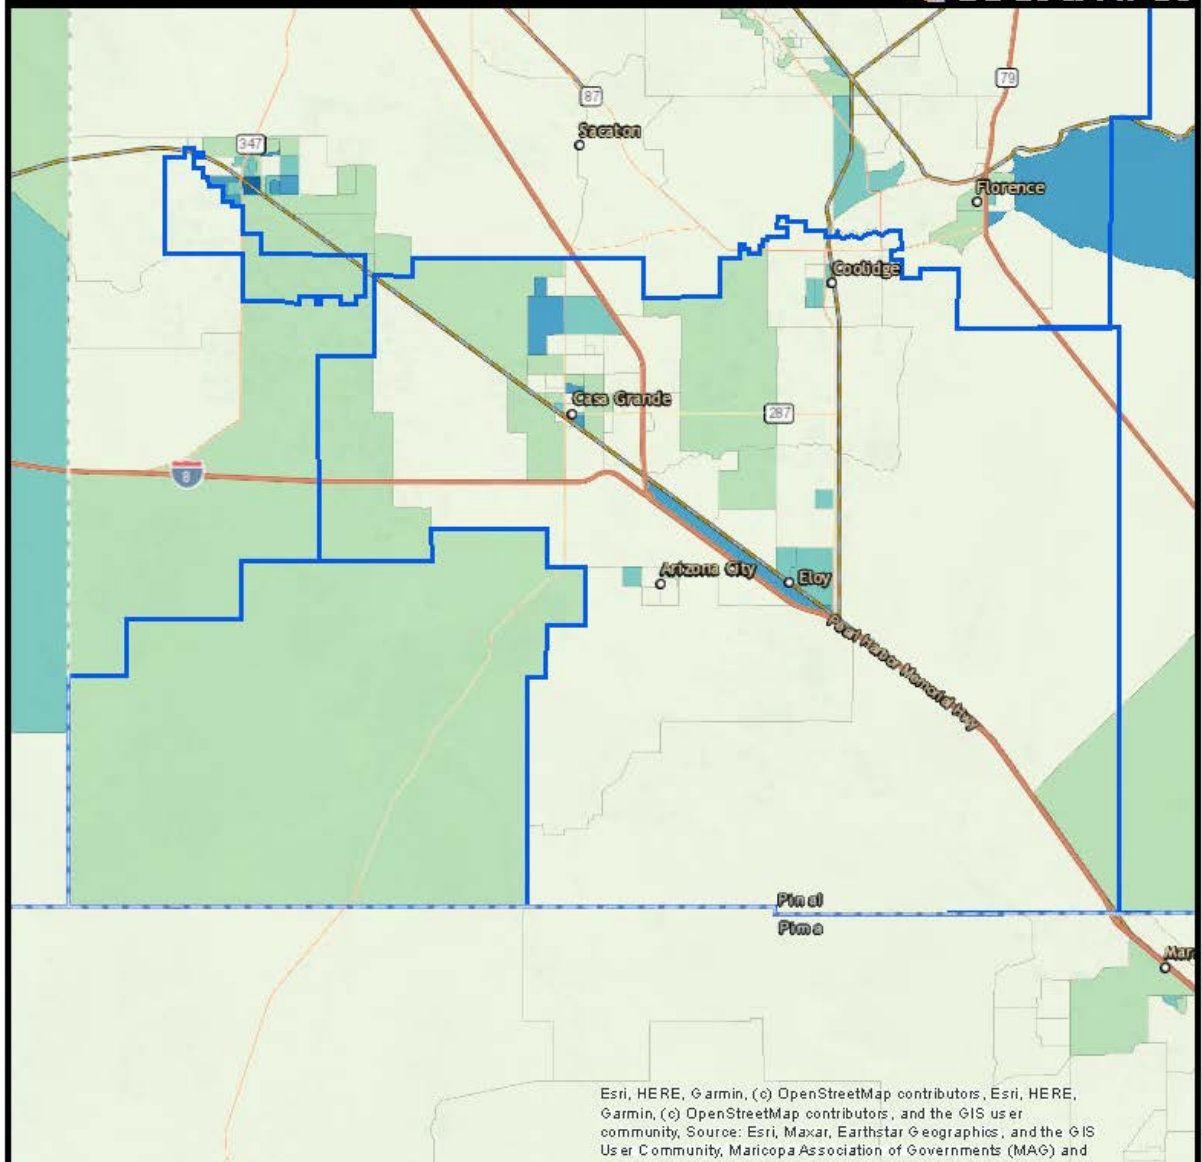 87
79
Sacaton
347
Florence
Coolidge
Casa Grande
287
8
Arizona City
Eloy
Pearl Harbor Memorial Hwy
Pinal
Pima
Mar
Esri, HERE, Garmin, (c) OpenStreetMap contributors, Esri, HERE,
Garmin, (c) OpenStreetMap contributors, and the GIS user
community, Source: Esri, Maxar, Earthstar Geographics, and the GIS
User Community, Maricopa Association of Governments (MAG) and